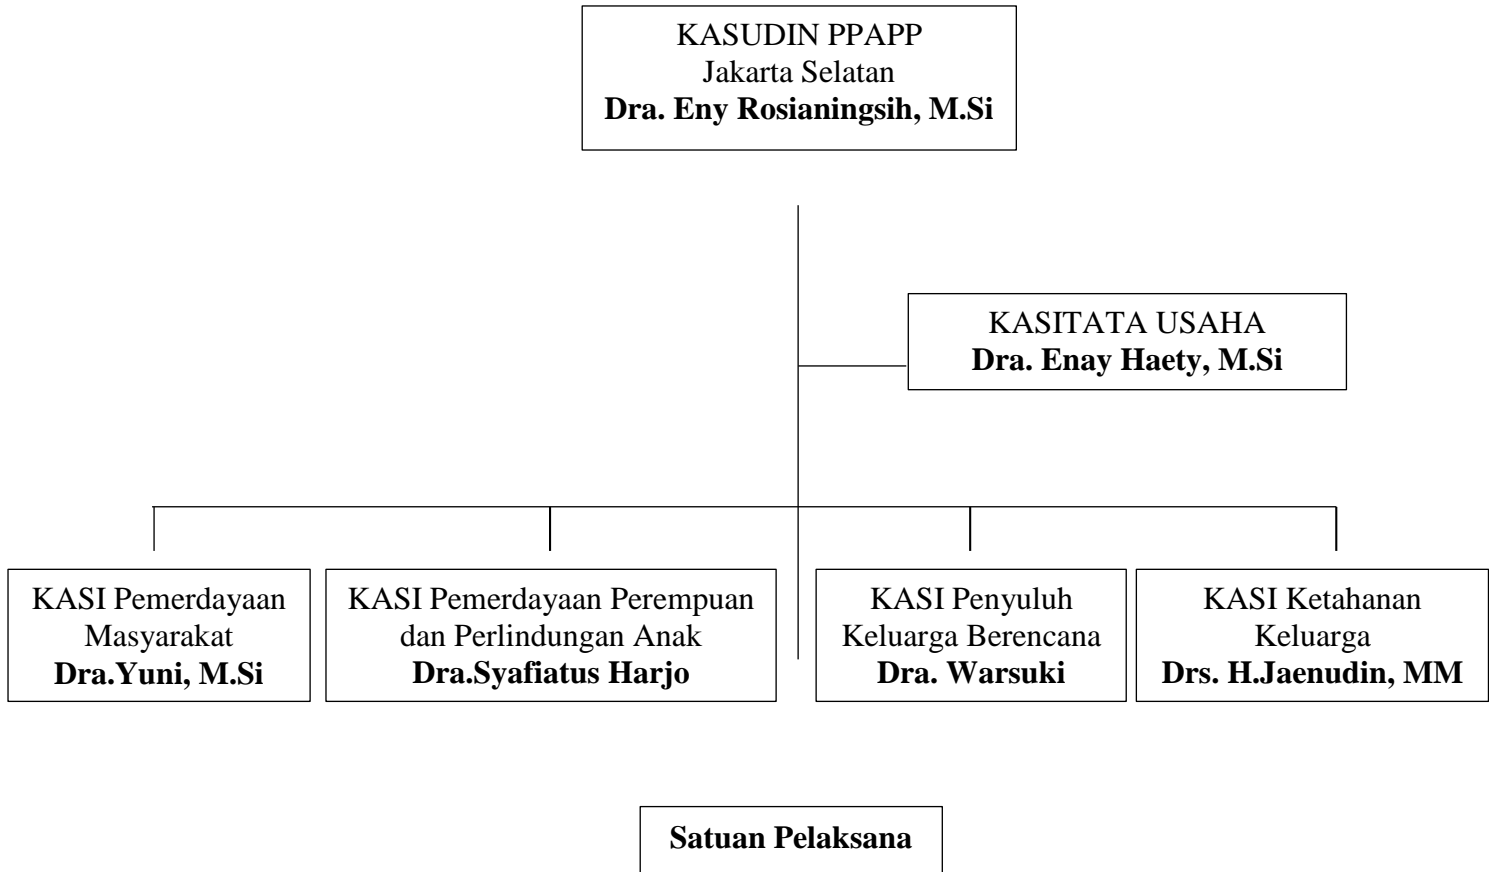 KASUDIN PPAPP
Jakarta Selatan
Dra. Eny Rosianingsih, M.Si
KASITATA USAHA
Dra. Enay Haety, M.Si
KASI Pemerdayaan
Masyarakat
Dra.Yuni, M.Si
KASI Pemerdayaan Perempuan
dan Perlindungan Anak
Dra.Syafiatus Harjo
KASI Penyuluh
Keluarga Berencana
Dra. Warsuki
KASI Ketahanan
Keluarga
Drs. H.Jaenudin, MM
Satuan Pelaksana